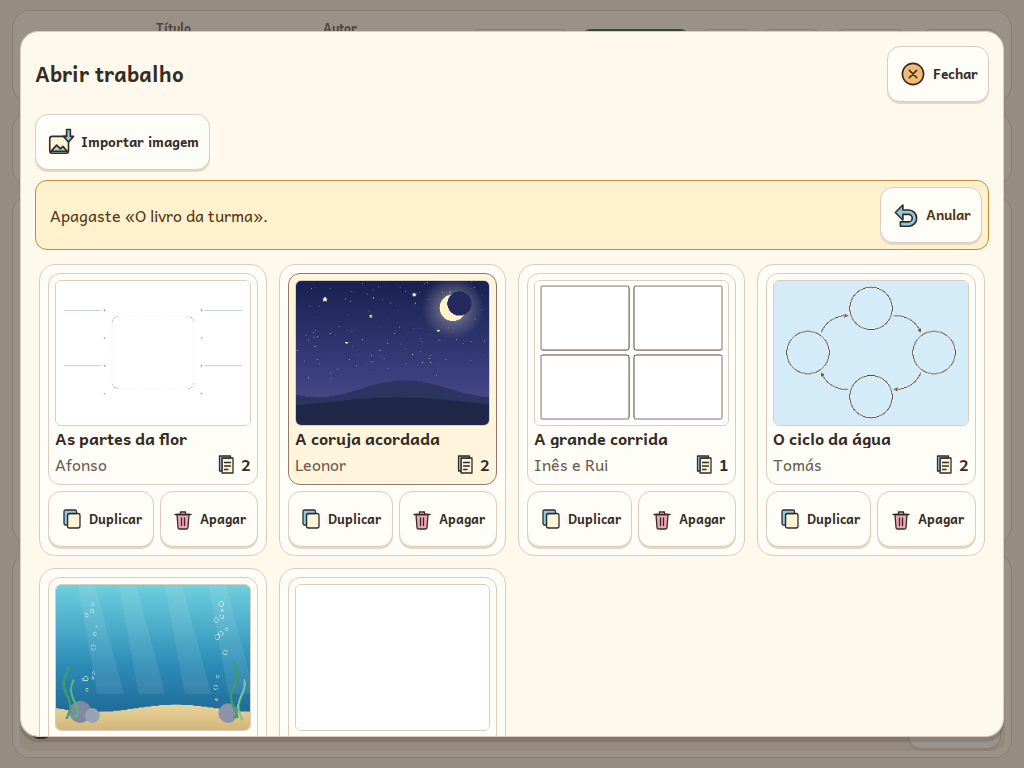 Título
Autor
Abrir trabalho
Fechar
Importar imagem
Apagaste «O livro da turma».
Anular
As partes da flor
Afonso
2
A coruja acordada
Leonor
2
A grande corrida
Inês e Rui
1
O ciclo da água
Tomás
2
Duplicar
Apagar
Duplicar
Apagar
Duplicar
Apagar
Duplicar
Apagar